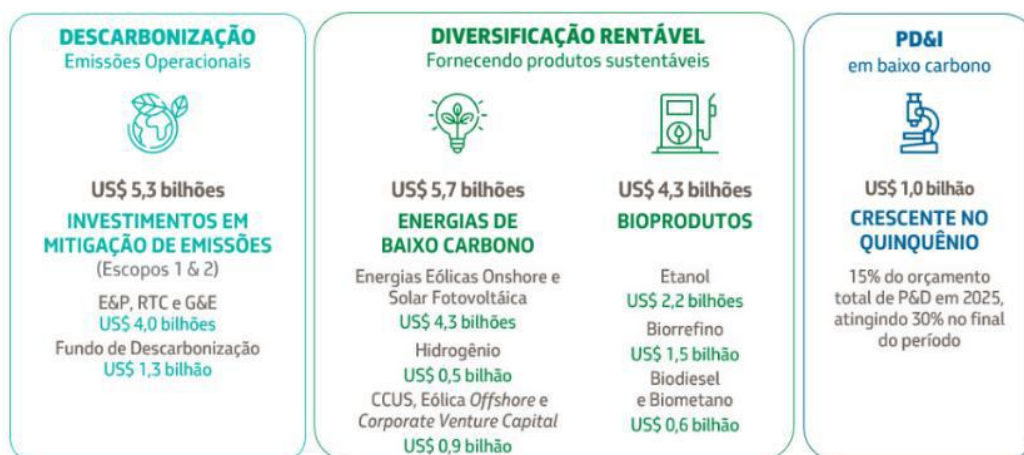 DESCARBONIZAÇÃO
Emissões Operacionais
US$ 5,3 bilhões
INVESTIMENTOS EM
MITIGAÇÃO DE EMISSÕES
(Escopos 1 & 2)
E&P, RTC e G&E
US$ 4,0 bilhões
Fundo de Descarbonização
US$ 1,3 bilhão
DIVERSIFICAÇÃO RENTÁVEL
Fornecendo produtos sustentáveis
US$ 5,7 bilhões
ENERGIAS DE
BAIXO CARBONO
Energias Eólicas Onshore e
Solar Fotovoltáica
US$ 4,3 bilhões
Hidrogênio
US$ 0,5 bilhão
CCUS, Eólica Offshore e
Corporate Venture Capital
US$ 0,9 bilhão
US$ 4,3 bilhões
BIOPRODUTOS
Etanol
US$ 2,2 bilhões
Biorrefino
US$ 1,5 bilhão
Biodiesel
e Biometano
US$ 0,6 bilhão
PD&I
em baixo carbono
US$ 1,0 bilhão
CRESCENTE NO
QUINQUÊNIO
15% do orçamento
total de P&D em 2025,
atingindo 30% no final
do período